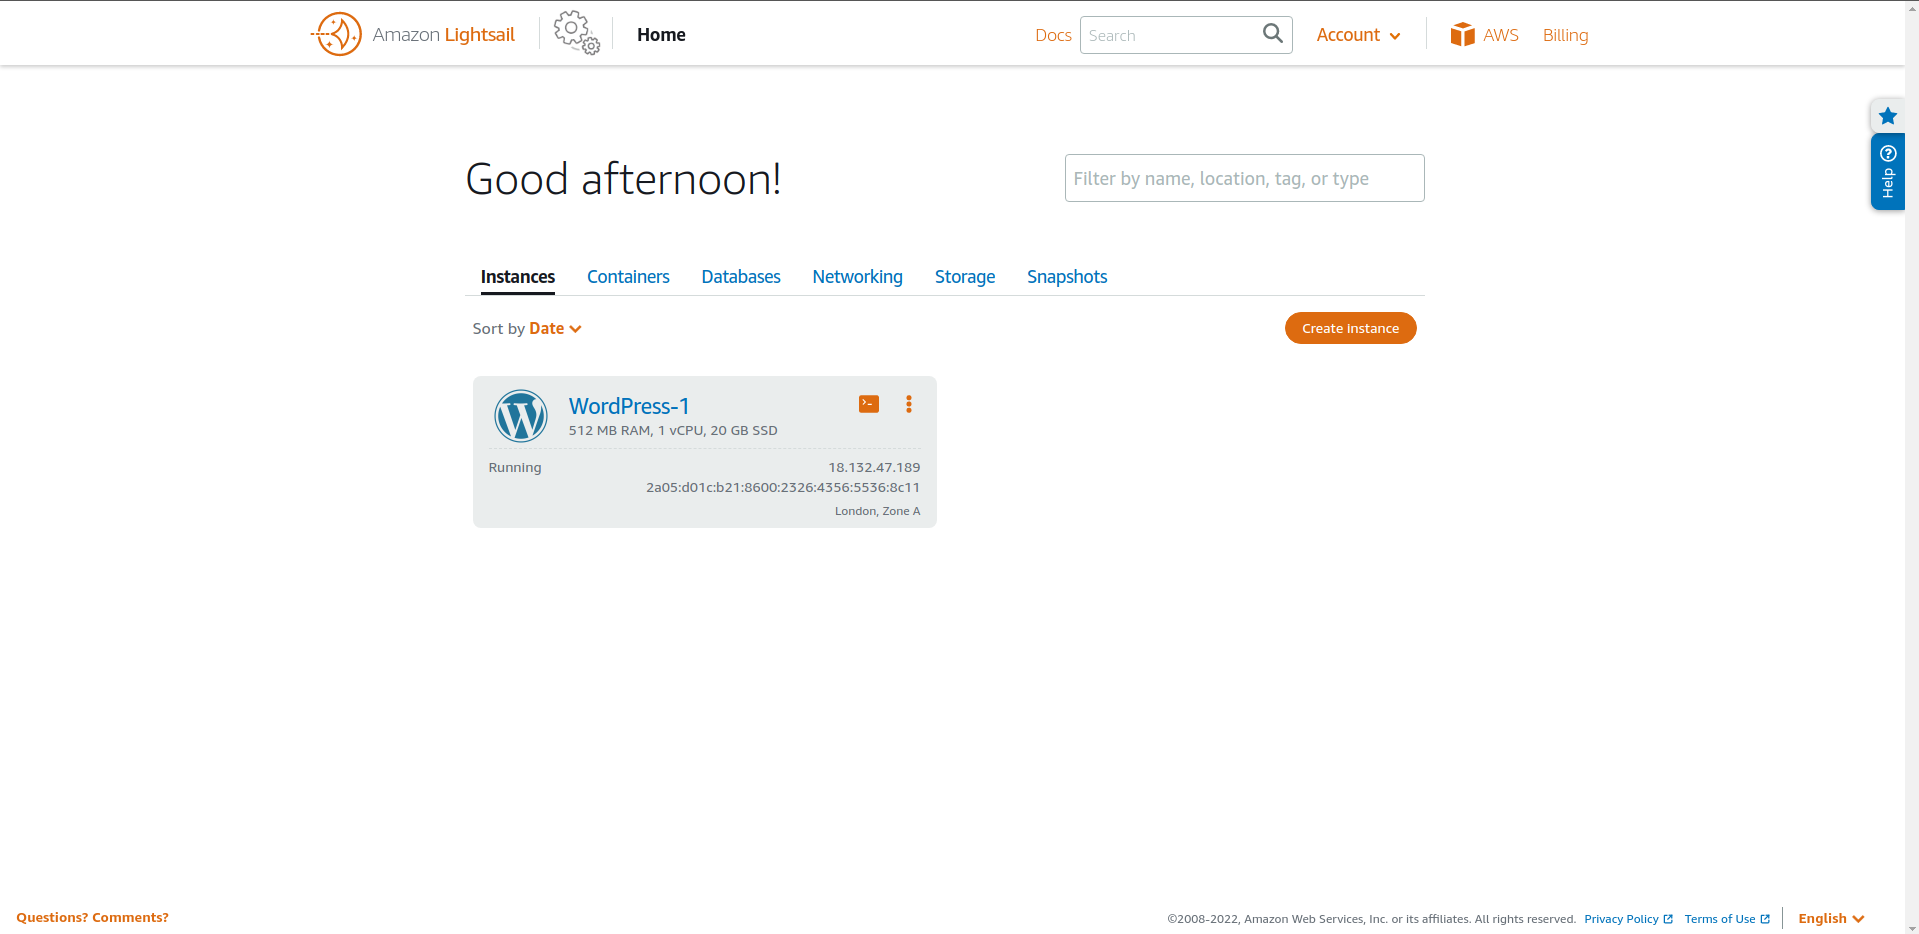 Amazon Lightsail
Home
Docs
Search
Account
AWS
Billing
Help
Good afternoon!
Filter by name, location, tag, or type
Instances
Containers
Databases
Networking
Storage
Snapshots
Sort by Date
Create instance
WordPress-1
512 MB RAM, 1 vCPU, 20 GB SSD
Running
18.132.47.189
2a05:d01c:b21:8600:2326:4356:5536:8c11
London, Zone A
Questions? Comments?
©2008-2022, Amazon Web Services, Inc. or its affiliates. All rights reserved.
Privacy Policy
Terms of Use
English